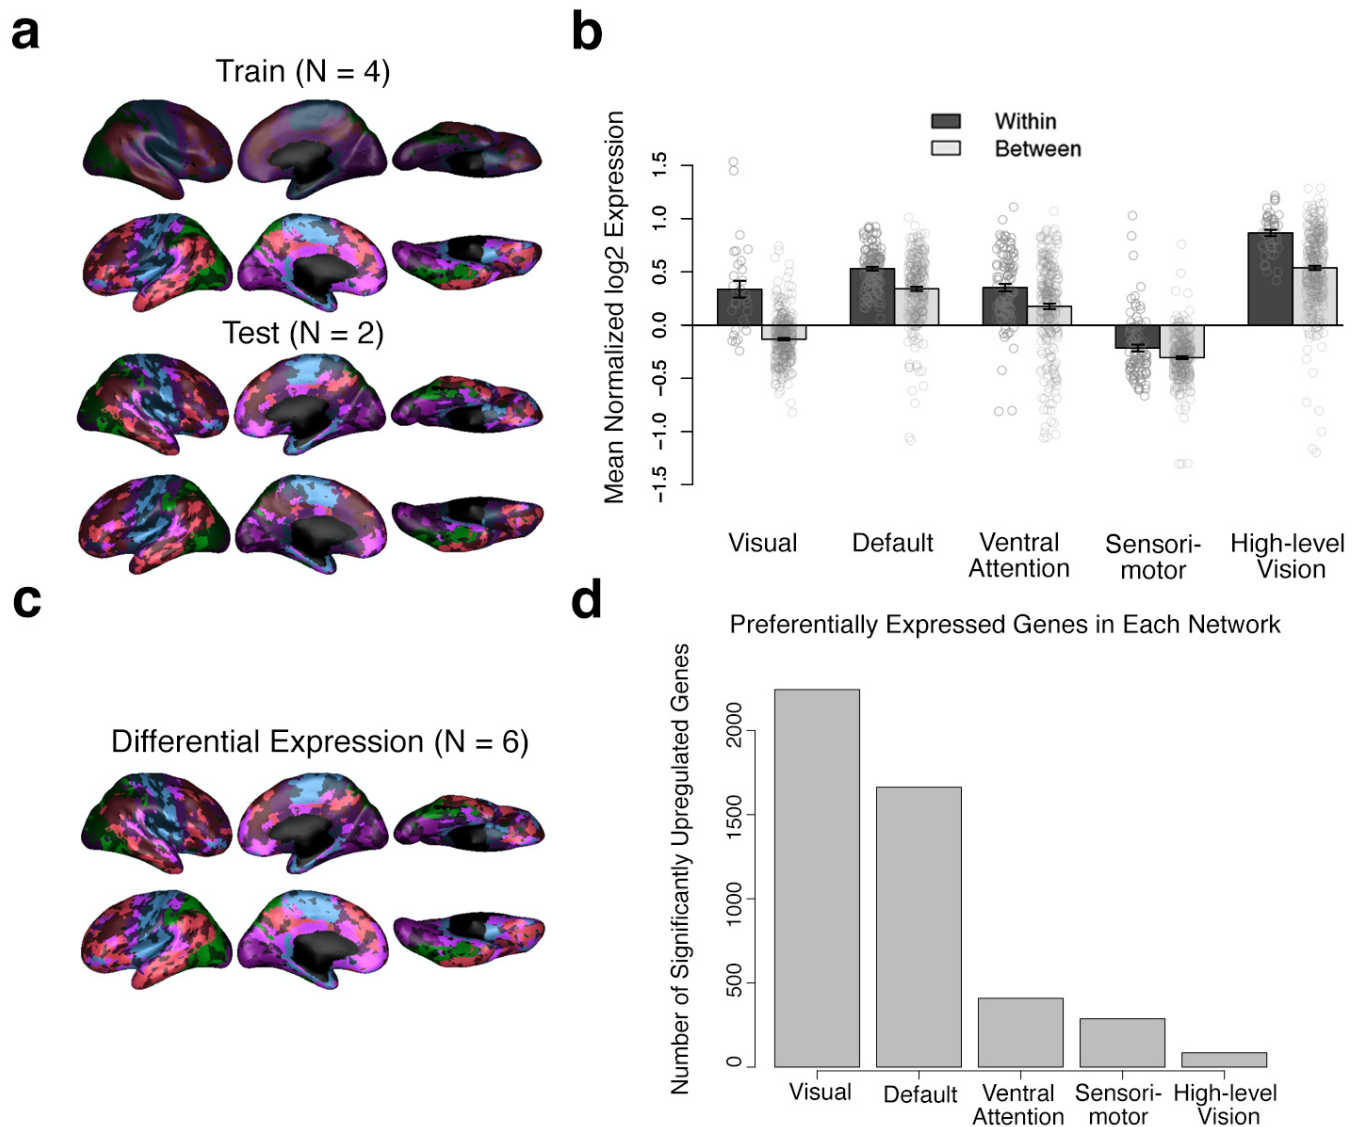 a
Train (N = 4)
Test (N = 2)
b
Within
Between
Mean Normalized log2 Expression
1.5
1.0
0.5
0.0
−0.5
−1.0
−1.5
Visual
Default
Ventral
Attention
Sensori-
motor
High-level
Vision
c
Differential Expression (N = 6)
d
Preferentially Expressed Genes in Each Network
Number of Significantly Upregulated Genes
2000
1500
1000
500
0
Visual
Default
Ventral
Attention
Sensori-
motor
High-level
Vision